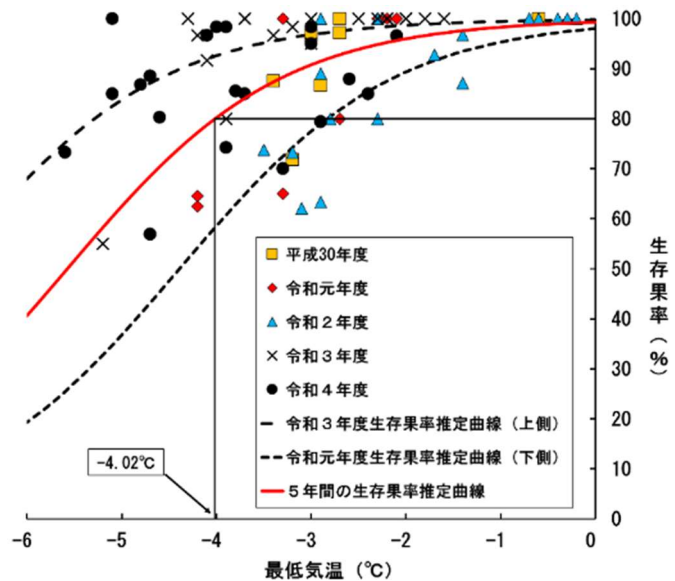 100
90
80
70
60
50
40
30
20
10
0
生存果率(%)
平成30年度
令和元年度
令和２年度
令和３年度
令和４年度
令和３年度生存果率推定曲線（上側）
令和元年度生存果率推定曲線（下側）
５年間の生存果率推定曲線
-4.02℃
-6 -5 -4 -3 -2 -1 0
最低気温（℃）